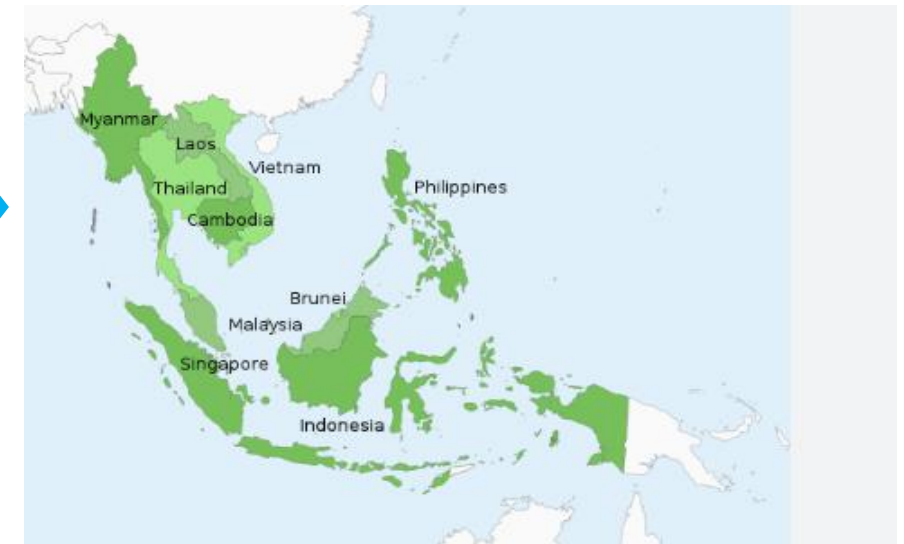 Myanmar
Laos
Vietnam
Thailand
Philippines
Cambodia
Brunei
Malaysia
Singapore
Indonesia